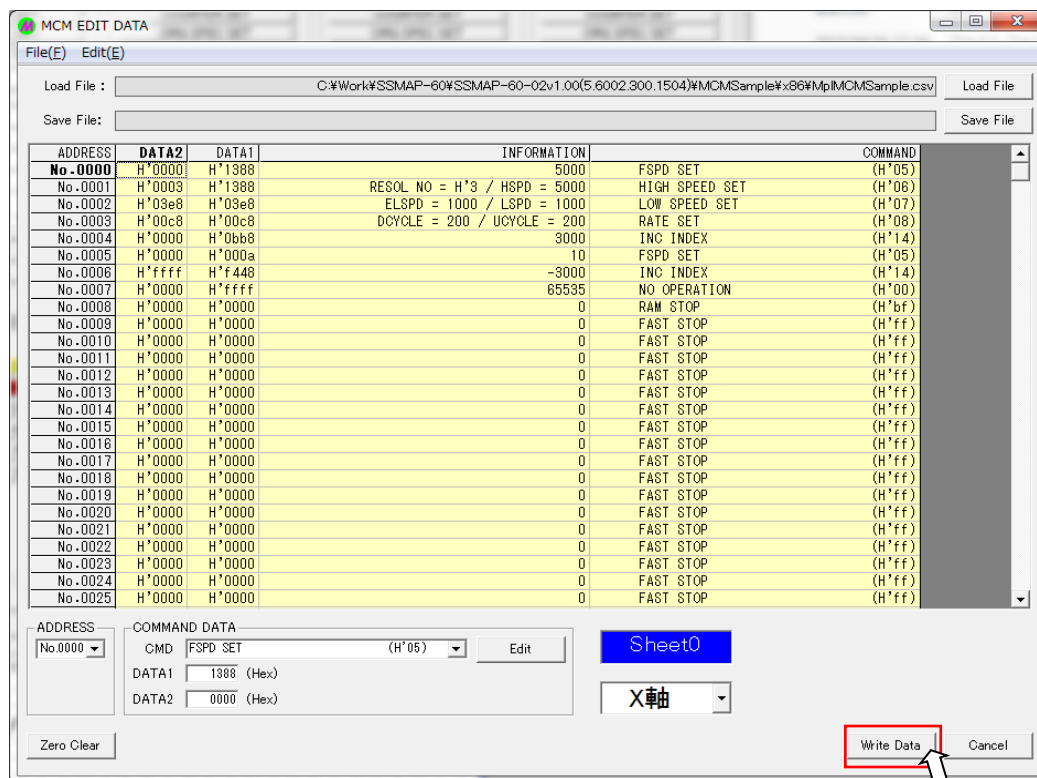 MCM EDIT DATA
File(F) Edit(E)
Load File : C:¥Work¥SSMAP-60¥SSMAP-60-02v1.00(5.6002.300.1504)¥MCMSample¥x86¥MplMCMSample.csv Load File
Save File: Save File
ADDRESS DATA2 DATA1 INFORMATION COMMAND
No.0000 H'0000 H'1388 5000 FSPD SET (H'05)
No.0001 H'0003 H'1388 RESOL NO = H'3 / HSPD = 5000 HIGH SPEED SET (H'06)
No.0002 H'03e8 H'03e8 ELSPD = 1000 / LSPD = 1000 LOW SPEED SET (H'07)
No.0003 H'00c8 H'00c8 DCYCLE = 200 / UCYCLE = 200 RATE SET (H'08)
No.0004 H'0000 H'0bb8 3000 INC INDEX (H'14)
No.0005 H'0000 H'000a 10 FSPD SET (H'05)
No.0006 H'ffff H'f448 -3000 INC INDEX (H'14)
No.0007 H'0000 H'ffff 65535 NO OPERATION (H'00)
No.0008 H'0000 H'0000 0 RAM STOP (H'bf)
No.0009 H'0000 H'0000 0 FAST STOP (H'ff)
No.0010 H'0000 H'0000 0 FAST STOP (H'ff)
No.0011 H'0000 H'0000 0 FAST STOP (H'ff)
No.0012 H'0000 H'0000 0 FAST STOP (H'ff)
No.0013 H'0000 H'0000 0 FAST STOP (H'ff)
No.0014 H'0000 H'0000 0 FAST STOP (H'ff)
No.0015 H'0000 H'0000 0 FAST STOP (H'ff)
No.0016 H'0000 H'0000 0 FAST STOP (H'ff)
No.0017 H'0000 H'0000 0 FAST STOP (H'ff)
No.0018 H'0000 H'0000 0 FAST STOP (H'ff)
No.0019 H'0000 H'0000 0 FAST STOP (H'ff)
No.0020 H'0000 H'0000 0 FAST STOP (H'ff)
No.0021 H'0000 H'0000 0 FAST STOP (H'ff)
No.0022 H'0000 H'0000 0 FAST STOP (H'ff)
No.0023 H'0000 H'0000 0 FAST STOP (H'ff)
No.0024 H'0000 H'0000 0 FAST STOP (H'ff)
No.0025 H'0000 H'0000 0 FAST STOP (H'ff)
ADDRESS COMMAND DATA
No.0000 CMD FSPD SET (H'05) Edit Sheet0
DATA1 1388 (Hex)
DATA2 0000 (Hex) X軸
Zero Clear Write Data Cancel